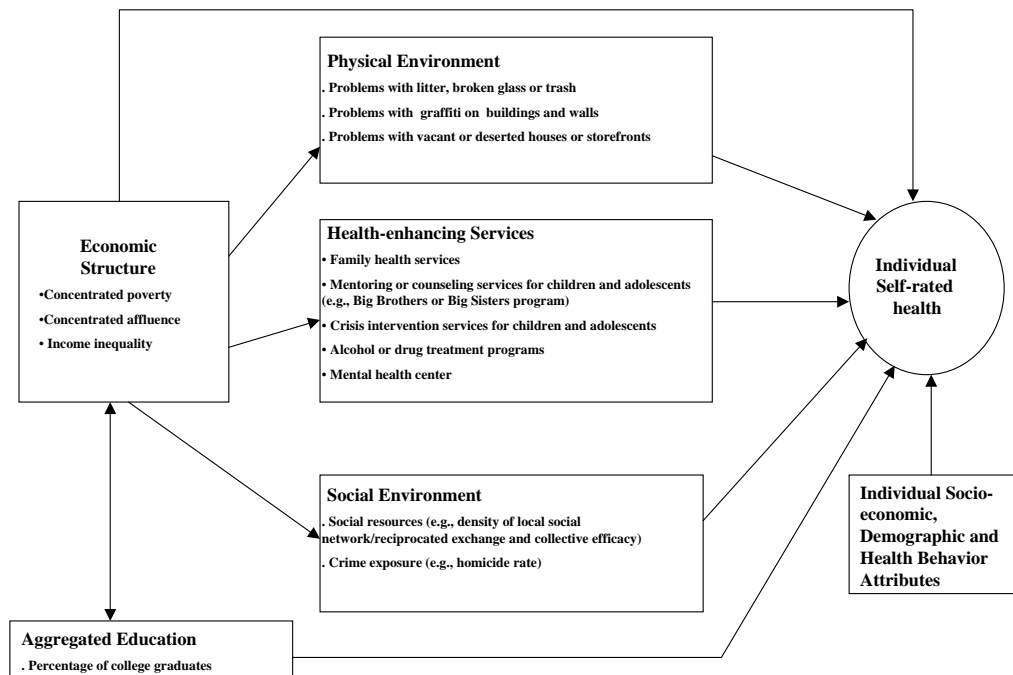 Physical Environment
. Problems with litter, broken glass or trash
. Problems with graffiti on buildings and walls
. Problems with vacant or deserted houses or storefronts
Economic
Structure
•Concentrated poverty
•Concentrated affluence
• Income inequality
Health-enhancing Services
• Family health services
• Mentoring or counseling services for children and adolescents
(e.g., Big Brothers or Big Sisters program)
• Crisis intervention services for children and adolescents
• Alcohol or drug treatment programs
• Mental health center
Individual
Self-rated
health
Social Environment
. Social resources (e.g., density of local social
network/reciprocated exchange and collective efficacy)
. Crime exposure (e.g., homicide rate)
Individual Socio-
economic,
Demographic and
Health Behavior
Attributes
Aggregated Education
. Percentage of college graduates